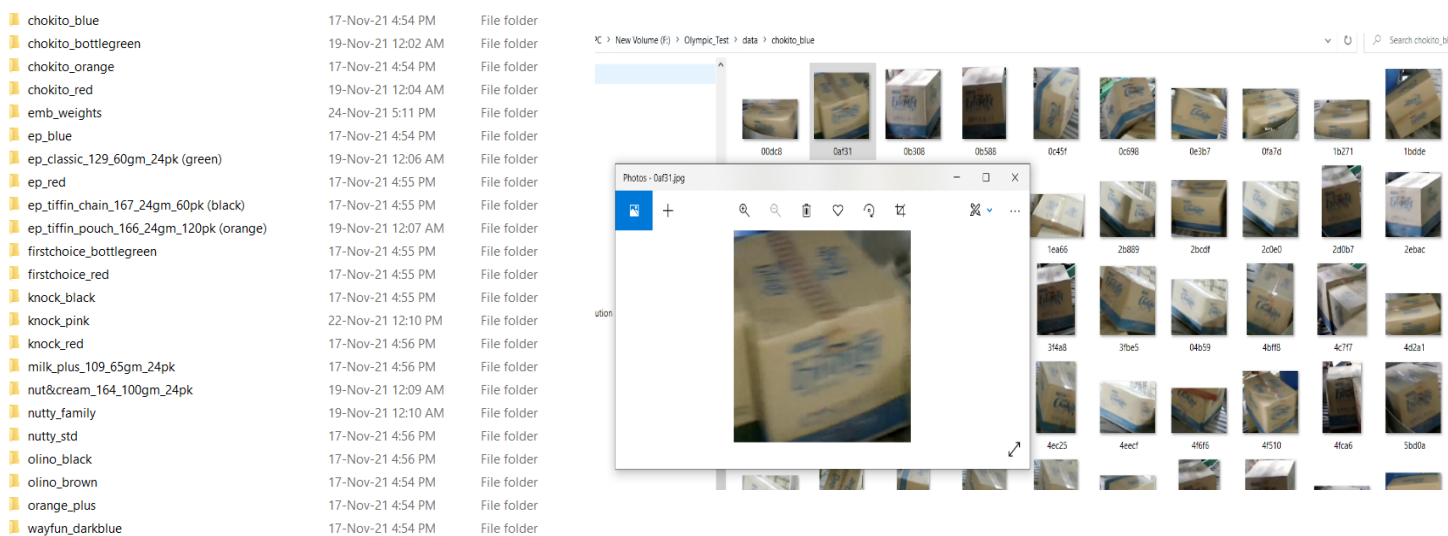 chokito_blue 17-Nov-21 4:54 PM File folder
chokito_bottlegreen 19-Nov-21 12:02 AM File folder
chokito_orange 17-Nov-21 4:54 PM File folder
chokito_red 19-Nov-21 12:04 AM File folder
emb_weights 24-Nov-21 5:11 PM File folder
ep_blue 17-Nov-21 4:54 PM File folder
ep_classic_129_60gm_24pk (green) 19-Nov-21 12:06 AM File folder
ep_red 17-Nov-21 4:55 PM File folder
ep_tiffin_chain_167_24gm_60pk (black) 17-Nov-21 4:55 PM File folder
ep_tiffin_pouch_166_24gm_120pk (orange) 19-Nov-21 12:07 AM File folder
firstchoice_bottlegreen 17-Nov-21 4:55 PM File folder
firstchoice_red 17-Nov-21 4:55 PM File folder
knock_black 17-Nov-21 4:55 PM File folder
knock_pink 22-Nov-21 12:10 PM File folder
knock_red 17-Nov-21 4:56 PM File folder
milk_plus_109_65gm_24pk 17-Nov-21 4:56 PM File folder
nut&cream_164_100gm_24pk 19-Nov-21 12:09 AM File folder
nutty_family 19-Nov-21 12:10 AM File folder
nutty_std 17-Nov-21 4:56 PM File folder
olino_black 17-Nov-21 4:56 PM File folder
olino_brown 17-Nov-21 4:54 PM File folder
orange_plus 17-Nov-21 4:54 PM File folder
wayfun_darkblue 17-Nov-21 4:54 PM File folder
PC > New Volume (F:) > Olympic_Test > data > chokito_blue
Search chokito_bl
00dc8 0af31 0b308 0b588 0c45f 0c698 0e3b7 0fa7d 1b271 1bdde
Photos - 0af31.jpg
1ea66 2b889 2bcdf 2c0e0 2d0b7 2ebac
ution
3f4a8 3fbe5 04b59 4bff8 4c7f7 4d2a1
4ec25 4eecf 4f6f6 4f510 4fca6 5bd0a